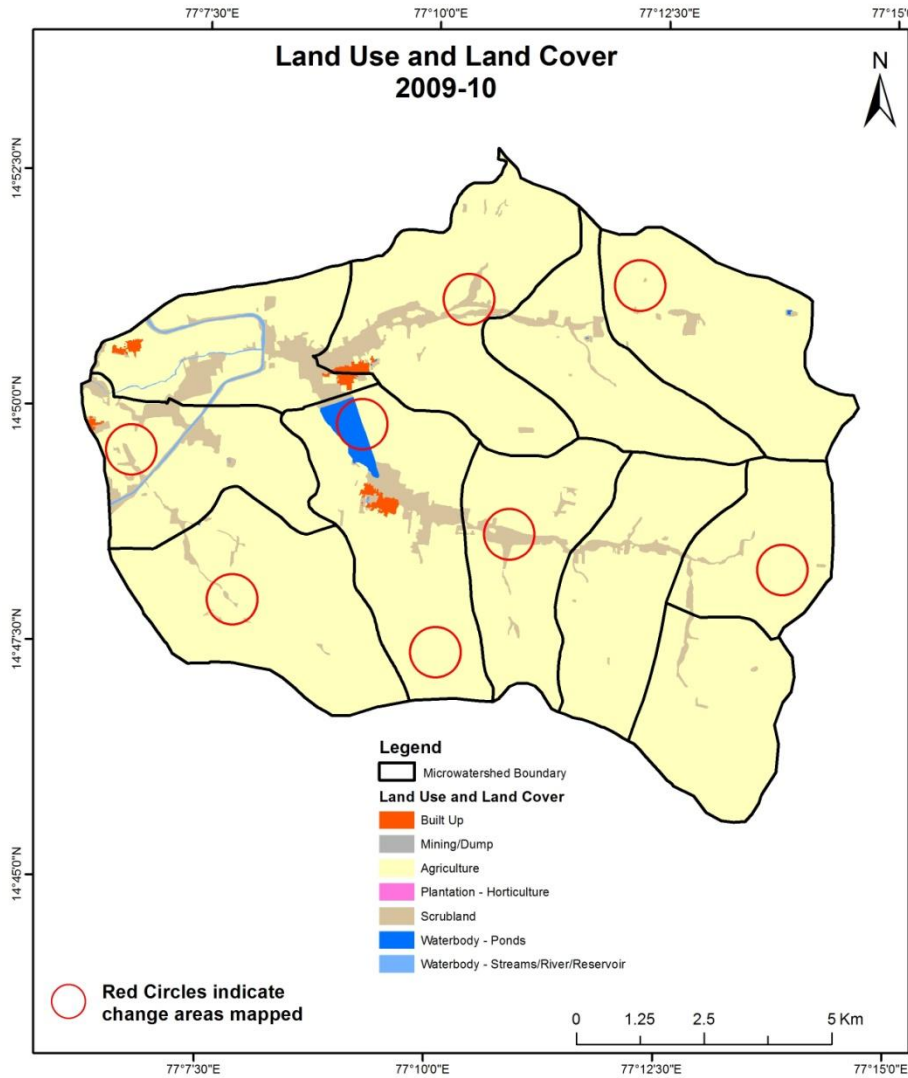 77°7'30"E 77°10'0"E 77°12'30"E 77°15'0"E
Land Use and Land Cover
2009-10
N
14°52'30"N
14°50'0"N
14°47'30"N
14°45'0"N
Legend
Microwatershed Boundary
Land Use and Land Cover
Built Up
Mining/Dump
Agriculture
Plantation - Horticulture
Scrubland
Waterbody - Ponds
Waterbody - Streams/River/Reservoir
Red Circles indicate
change areas mapped
0 1.25 2.5 5 Km
77°7'30"E 77°10'0"E 77°12'30"E 77°15'0"E